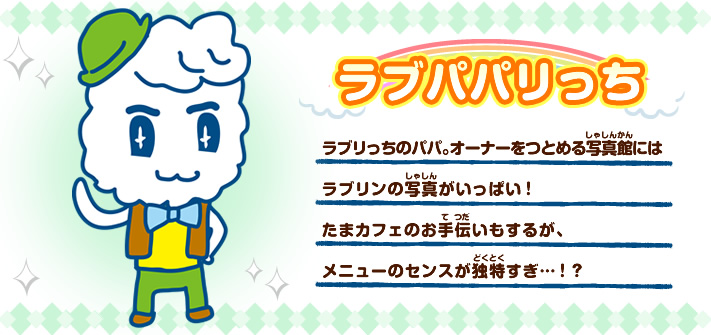 ラブパパリっち
ラブリっちのパパ。オーナーをつとめる写真館には
ラブリンの写真がいっぱい！
たまカフェのお手伝いもするが、
メニューのセンスが独特すぎ…！？